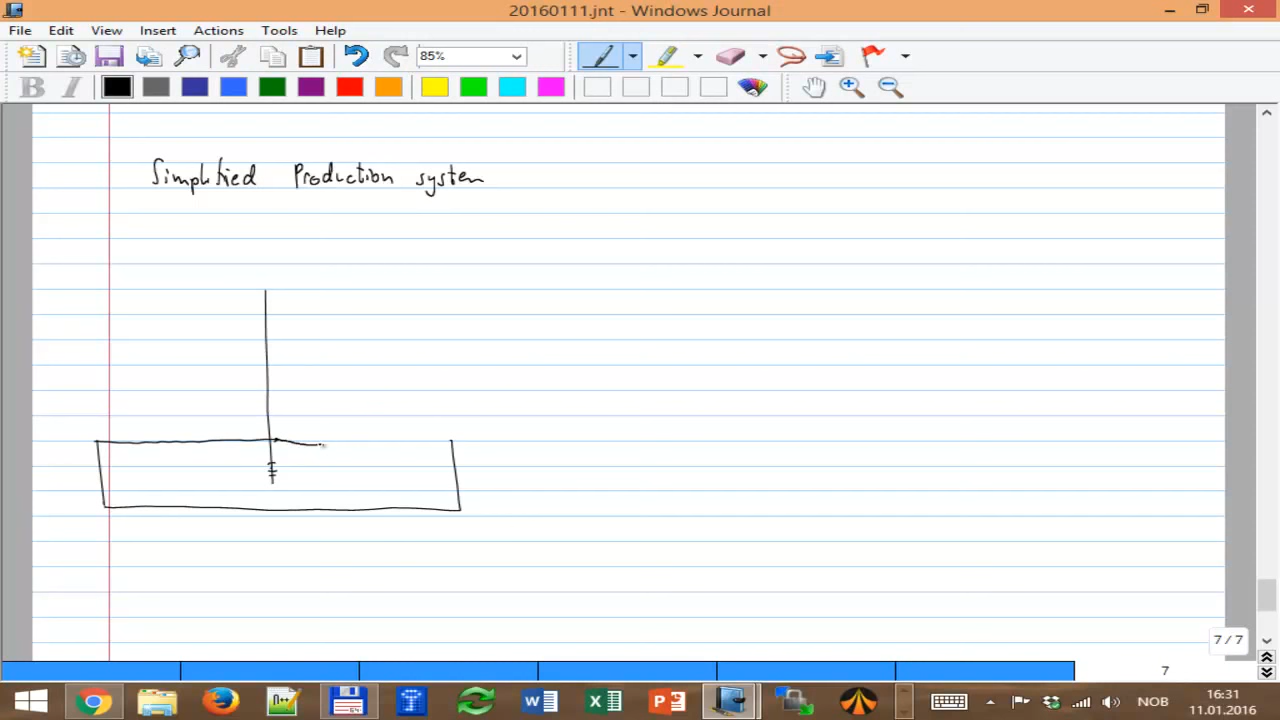 20160111.jnt - Windows Journal
File Edit View Insert Actions Tools Help
85%
B I
Simplified Production system
7 / 7
7
NOB
16:31
11.01.2016